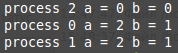 process 2 a = 0 b = 0
process 0 a = 2 b = 1
process 1 a = 2 b = 1